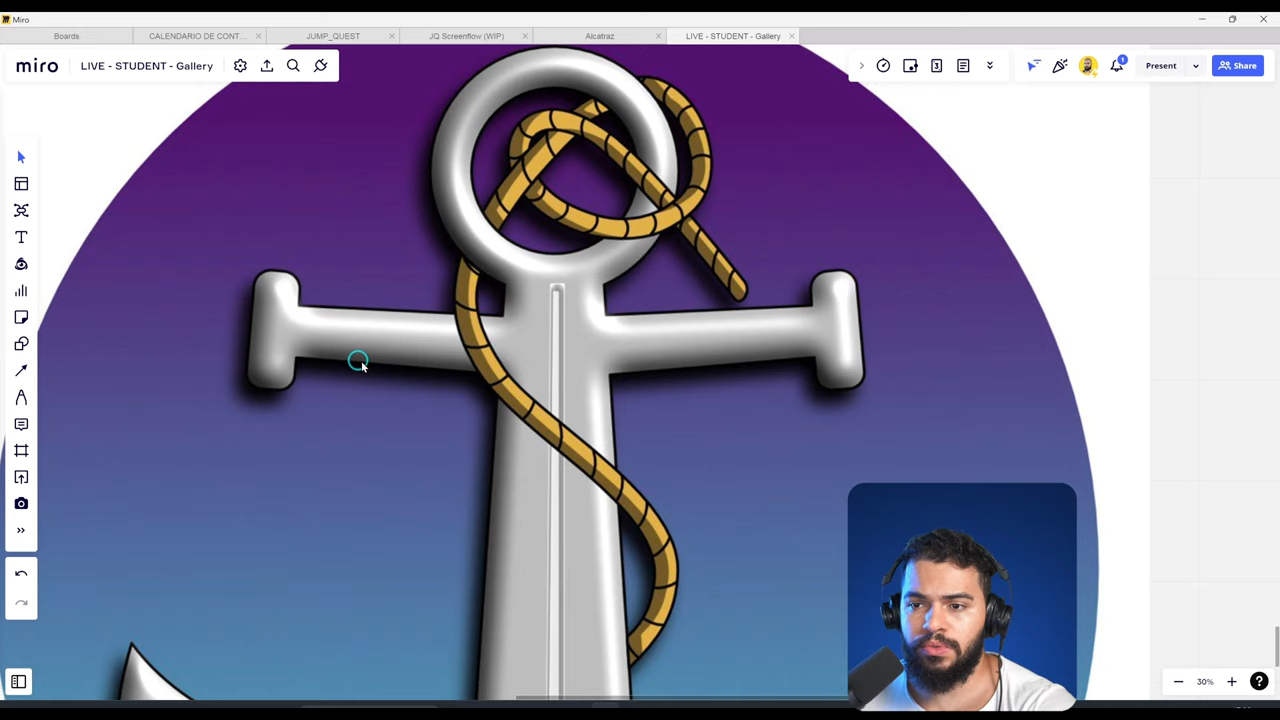 Miro
Boards
CALENDARIO DE CONT...
JUMP_QUEST
JQ Screenflow (WIP)
Alcatraz
LIVE - STUDENT - Gallery
miro
LIVE - STUDENT - Gallery
3
1
Present
Share
T
30%
?